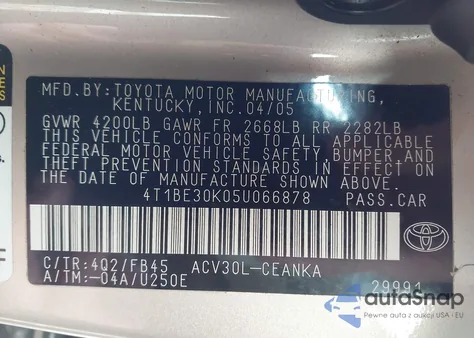 MFD.BY:TOYOTA MOTOR MANUFACTURING,
KENTUCKY, INC.04/05
GVWR 4200LB GAWR FR 2668LB RR 2282LB
THIS VEHICLE CONFORMS TO ALL APPLICABLE
FEDERAL MOTOR VEHICLE SAFETY, BUMPER,AND
THEFT PREVENTION STANDARDS IN EFFECT ON
THE DATE OF MANUFACTURE SHOWN ABOVE.
4T1BE30K05U066878 PASS.CAR
C/TR:4Q2/FB45 ACV30L-CEANKA
A/TM:-04A/U250E 29991
autoSnap
Pewne auta z aukcji USA i EU